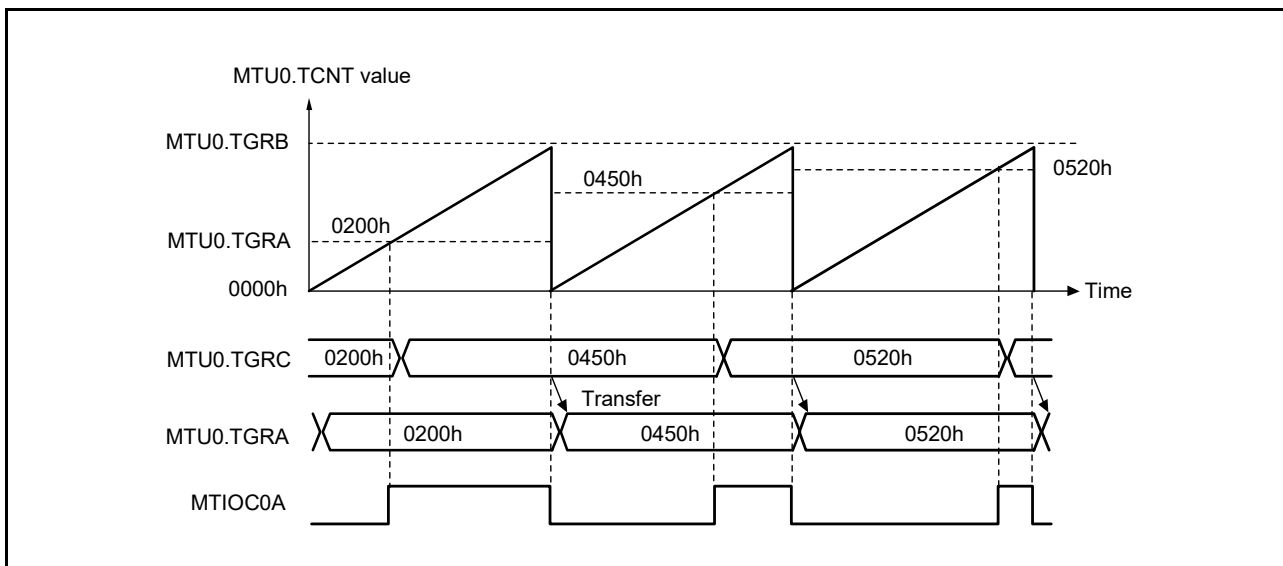 MTU0.TCNT value
MTU0.TGRB
0520h
0450h
0200h
MTU0.TGRA
0000h
Time
MTU0.TGRC 0200h 0450h 0520h
Transfer
MTU0.TGRA 0200h 0450h 0520h
MTIOC0A